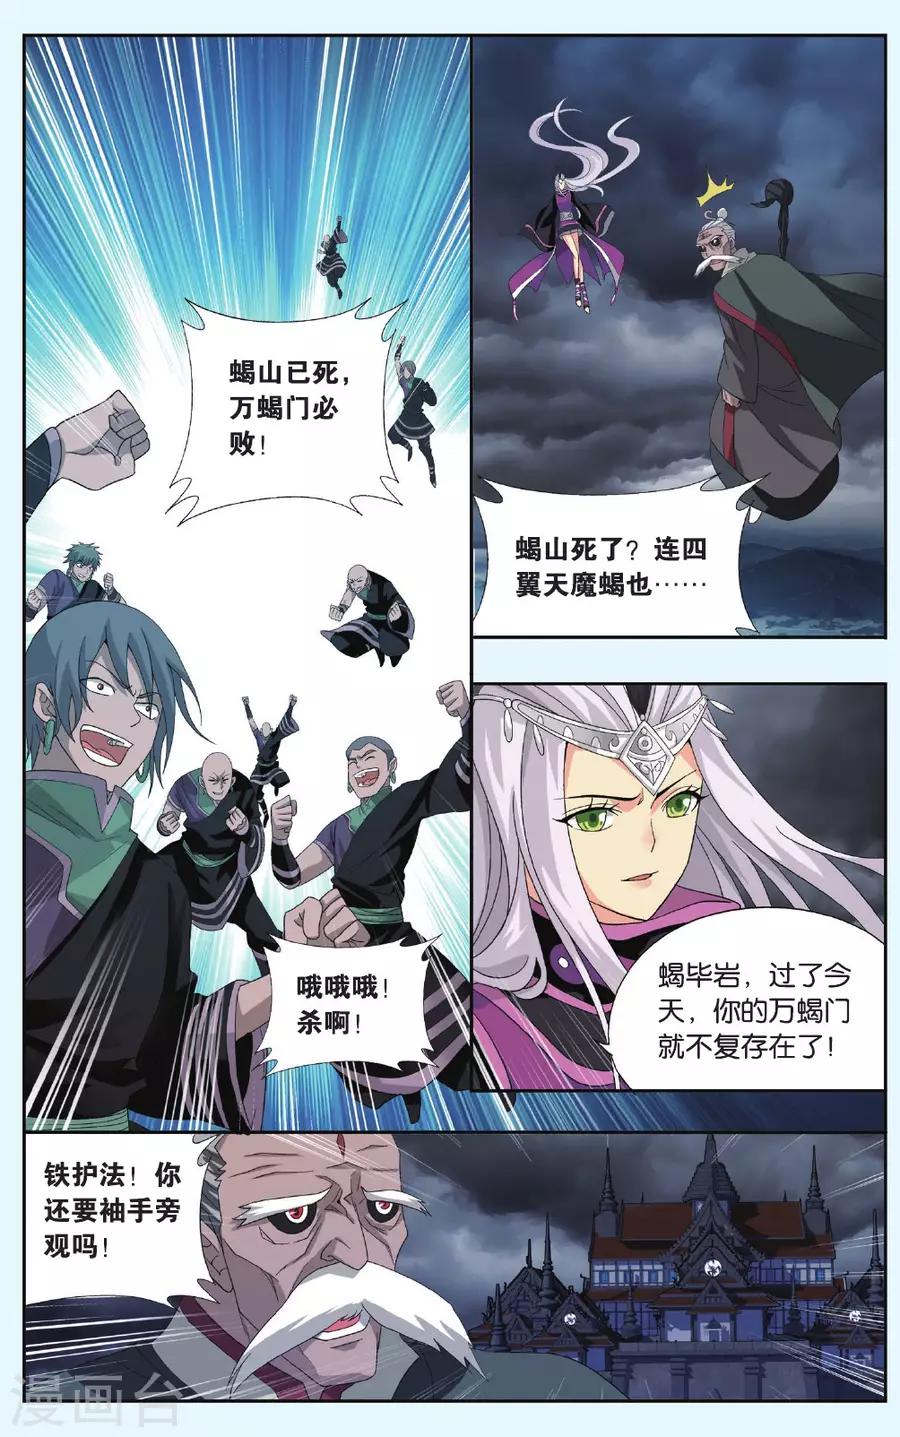 蝎山已死，
万蝎门必
败！
蝎山死了？连四
翼天魔蝎也……
哦哦哦！
杀啊！
蝎毕岩，过了今
天，你的万蝎门
就不复存在了！
铁护法！你
还要袖手旁
观吗！
漫画台